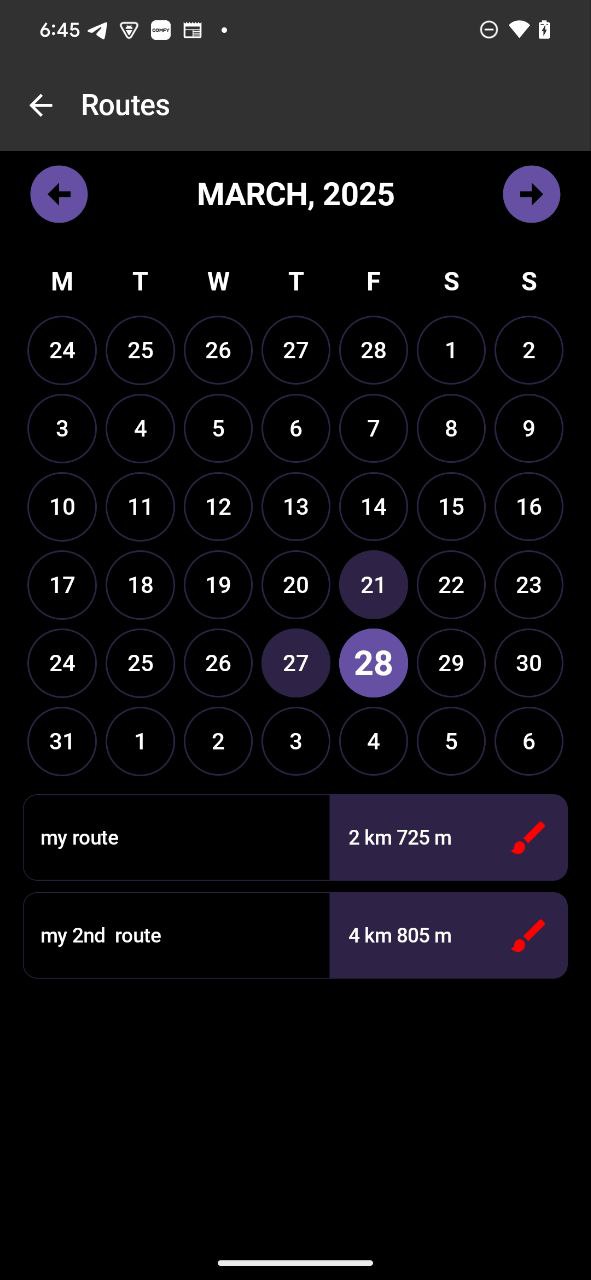 6:45 COMFY
Routes
MARCH, 2025
M T W T F S S
24 25 26 27 28 1 2
3 4 5 6 7 8 9
10 11 12 13 14 15 16
17 18 19 20 21 22 23
24 25 26 27 28 29 30
31 1 2 3 4 5 6
my route 2 km 725 m
my 2nd  route 4 km 805 m